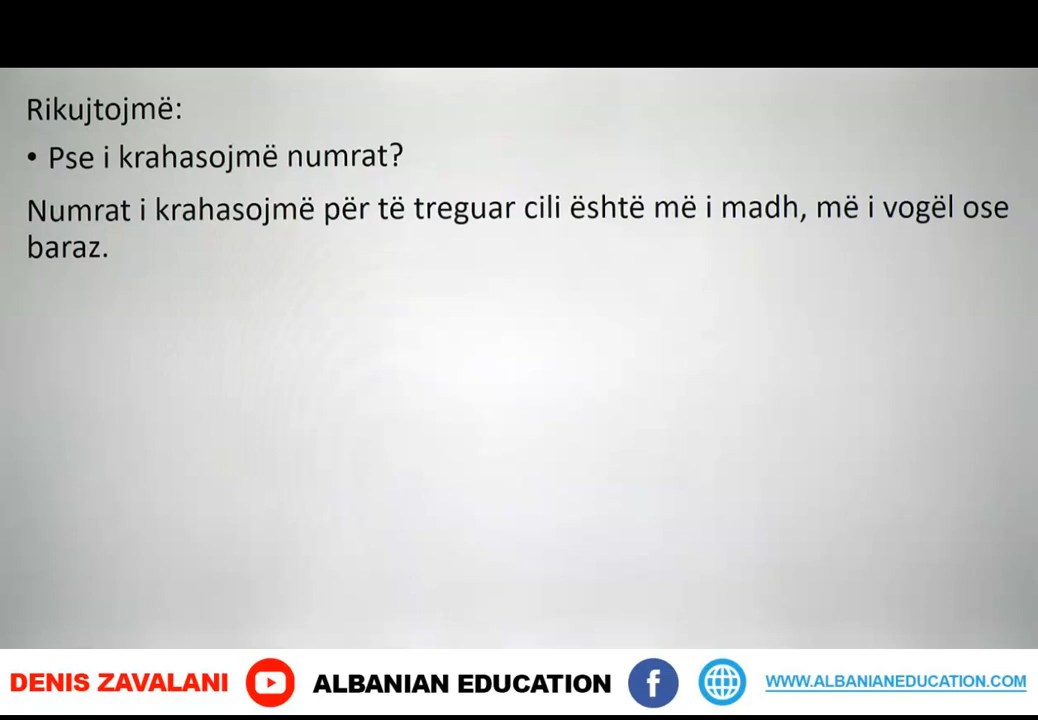 Rikujtojmë:
• Pse i krahasojmë numrat?
Numrat i krahasojmë për të treguar cili është më i madh, më i vogël ose
baraz.
DENIS ZAVALANI ALBANIAN EDUCATION WWW.ALBANIANEDUCATION.COM